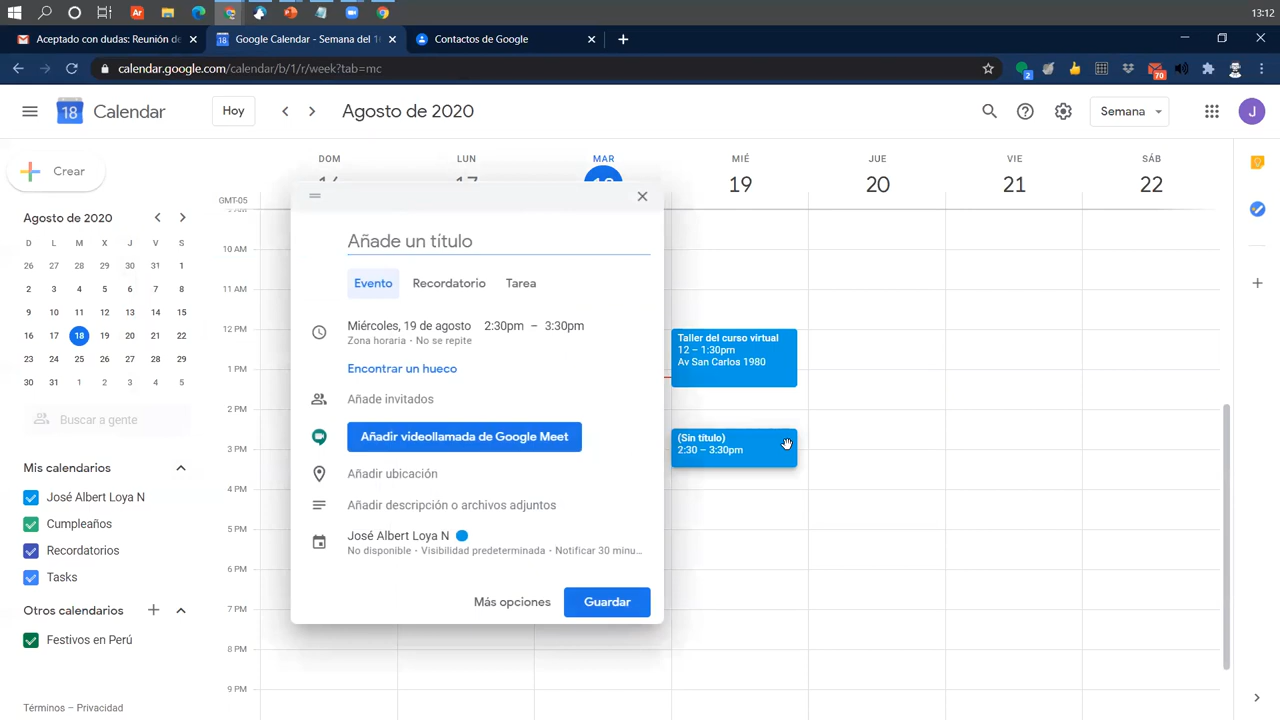 13:12
Aceptado con dudas: Reunión de
Google Calendar - Semana del 1
Contactos de Google
calendar.google.com/calendar/b/1/r/week?tab=mc
2
70
18
Calendar
Hoy
Agosto de 2020
Semana
J
Crear
DOM
LUN
MAR
MIÉ
JUE
VIE
SÁB
19
20
21
22
GMT-05
Agosto de 2020
D L M X J V S
26 27 28 29 30 31 1
2 3 4 5 6 7 8
9 10 11 12 13 14 15
16 17 18 19 20 21 22
23 24 25 26 27 28 29
30 31 1 2 3 4 5
Buscar a gente
Mis calendarios
José Albert Loya N
Cumpleaños
Recordatorios
Tasks
Otros calendarios
Festivos en Perú
Términos – Privacidad
10 AM
11 AM
12 PM
1 PM
2 PM
3 PM
4 PM
5 PM
6 PM
7 PM
8 PM
9 PM
Añade un título
Evento Recordatorio Tarea
Miércoles, 19 de agosto 2:30pm – 3:30pm
Zona horaria • No se repite
Encontrar un hueco
Añade invitados
Añadir videollamada de Google Meet
Añadir ubicación
Añadir descripción o archivos adjuntos
José Albert Loya N
No disponible • Visibilidad predeterminada • Notificar 30 minu...
Más opciones
Guardar
Taller del curso virtual
12 – 1:30pm
Av San Carlos 1980
(Sin título)
2:30 – 3:30pm